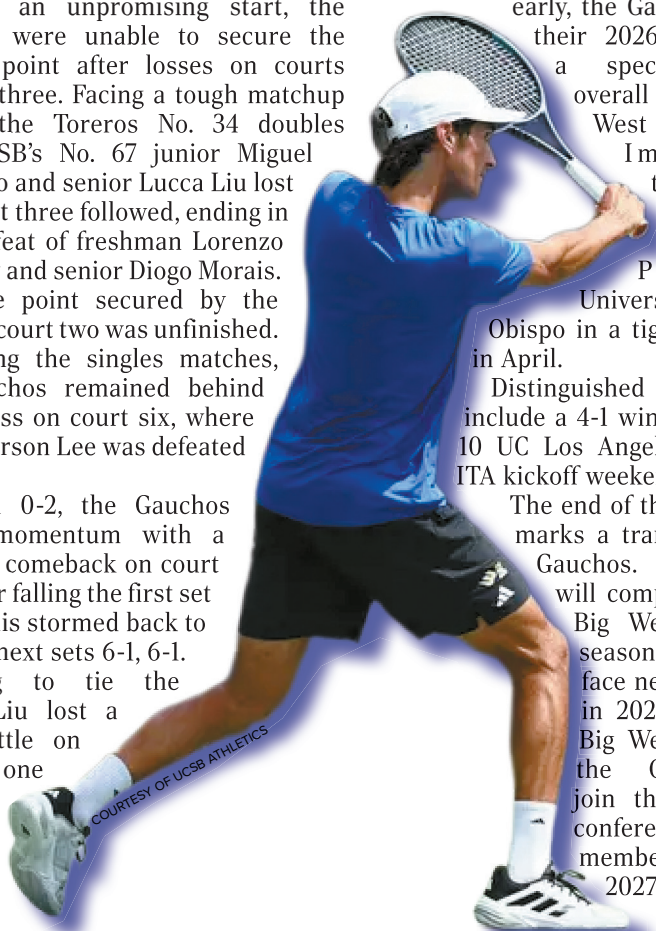 an unpromising start, the
were unable to secure the
point after losses on courts
three. Facing a tough matchup
the Toreros No. 34 doubles
SB's No. 67 junior Miguel
o and senior Lucca Liu lost
t three followed, ending in
feat of freshman Lorenzo
and senior Diogo Morais.
e point secured by the
court two was unfinished.
ng the singles matches,
chos remained behind
ss on court six, where
rson Lee was defeated
0-2, the Gauchos
momentum with a
comeback on court
r falling the first set
is stormed back to
next sets 6-1, 6-1.
g to tie the
Liu lost a
ttle on
one
COURTESY OF UCSB ATHLETICS
early, the Ga
their 2026
a spec
overall
West
Im
t
P
Univers
Obispo in a tig
in April.
Distinguished
include a 4-1 win
10 UC Los Angel
ITA kickoff weeke
The end of th
marks a tra
Gauchos.
will comp
Big We
season
face ne
in 202
Big We
the
join th
confere
membe
2027